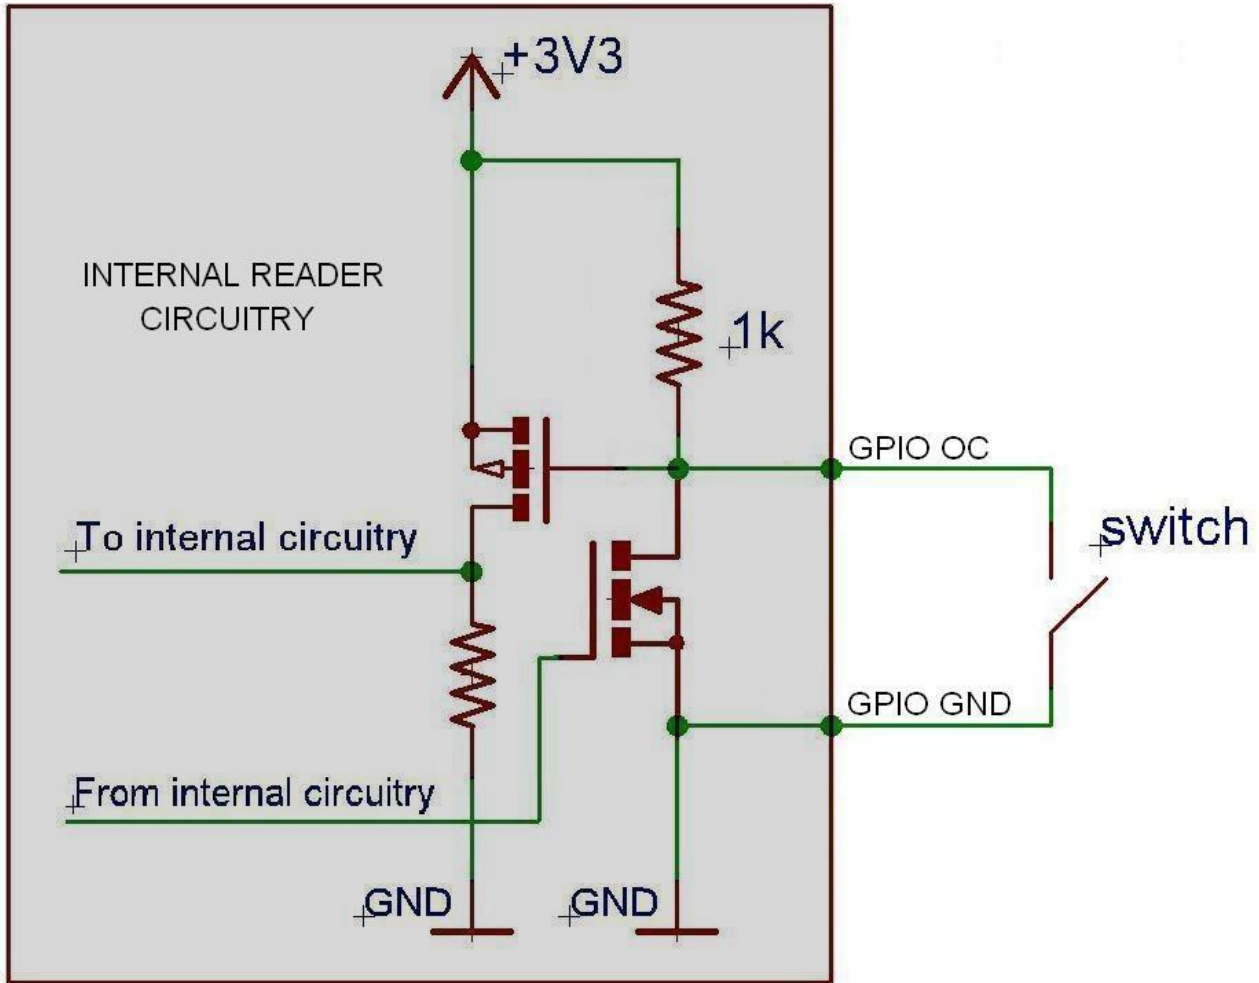 +3V3
INTERNAL READER
CIRCUITRY
1k
GPIO OC
switch
To internal circuitry
GPIO GND
From internal circuitry
GND
GND